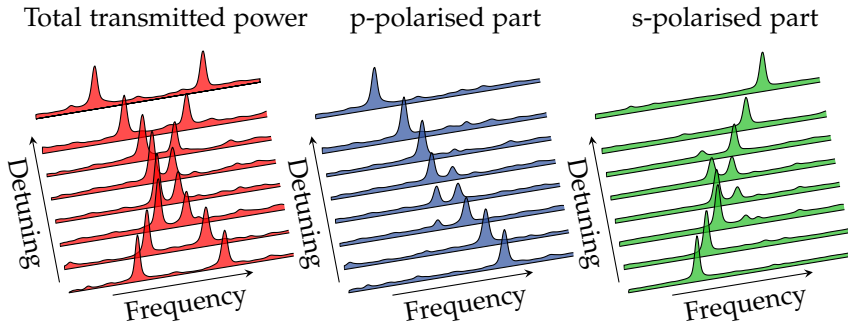 Total transmitted power
p-polarised part
s-polarised part
Detuning
Frequency
Detuning
Frequency
Detuning
Frequency